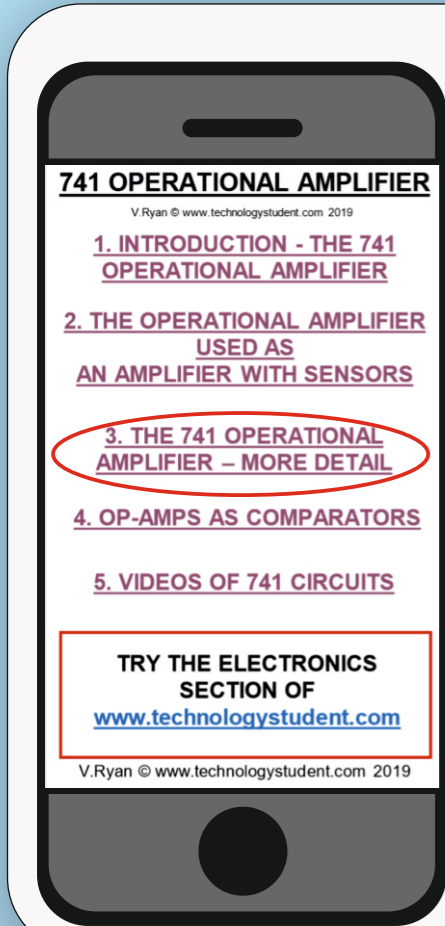 741 OPERATIONAL AMPLIFIER
V.Ryan © www.technologystudent.com 2019
1. INTRODUCTION - THE 741
OPERATIONAL AMPLIFIER
2. THE OPERATIONAL AMPLIFIER
USED AS
AN AMPLIFIER WITH SENSORS
3. THE 741 OPERATIONAL
AMPLIFIER – MORE DETAIL
4. OP-AMPS AS COMPARATORS
5. VIDEOS OF 741 CIRCUITS
TRY THE ELECTRONICS
SECTION OF
www.technologystudent.com
V.Ryan © www.technologystudent.com 2019